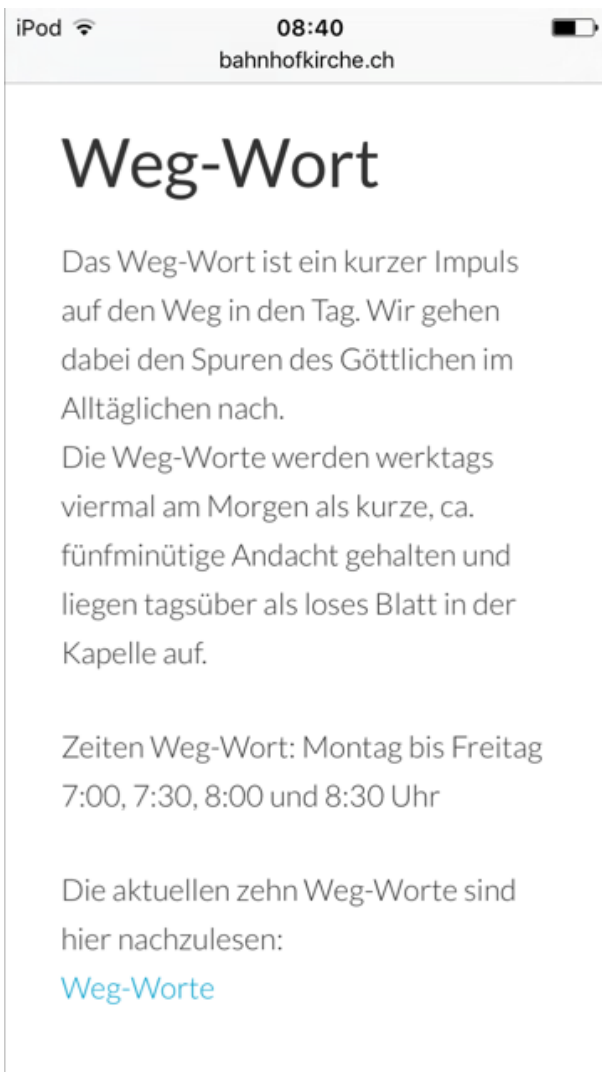 iPod 08:40
bahnhofkirche.ch
Weg-Wort
Das Weg-Wort ist ein kurzer Impuls
auf den Weg in den Tag. Wir gehen
dabei den Spuren des Göttlichen im
Alltäglichen nach.
Die Weg-Worte werden werktags
viermal am Morgen als kurze, ca.
fünfminütige Andacht gehalten und
liegen tagsüber als loses Blatt in der
Kapelle auf.
Zeiten Weg-Wort: Montag bis Freitag
7:00, 7:30, 8:00 und 8:30 Uhr
Die aktuellen zehn Weg-Worte sind
hier nachzulesen:
Weg-Worte